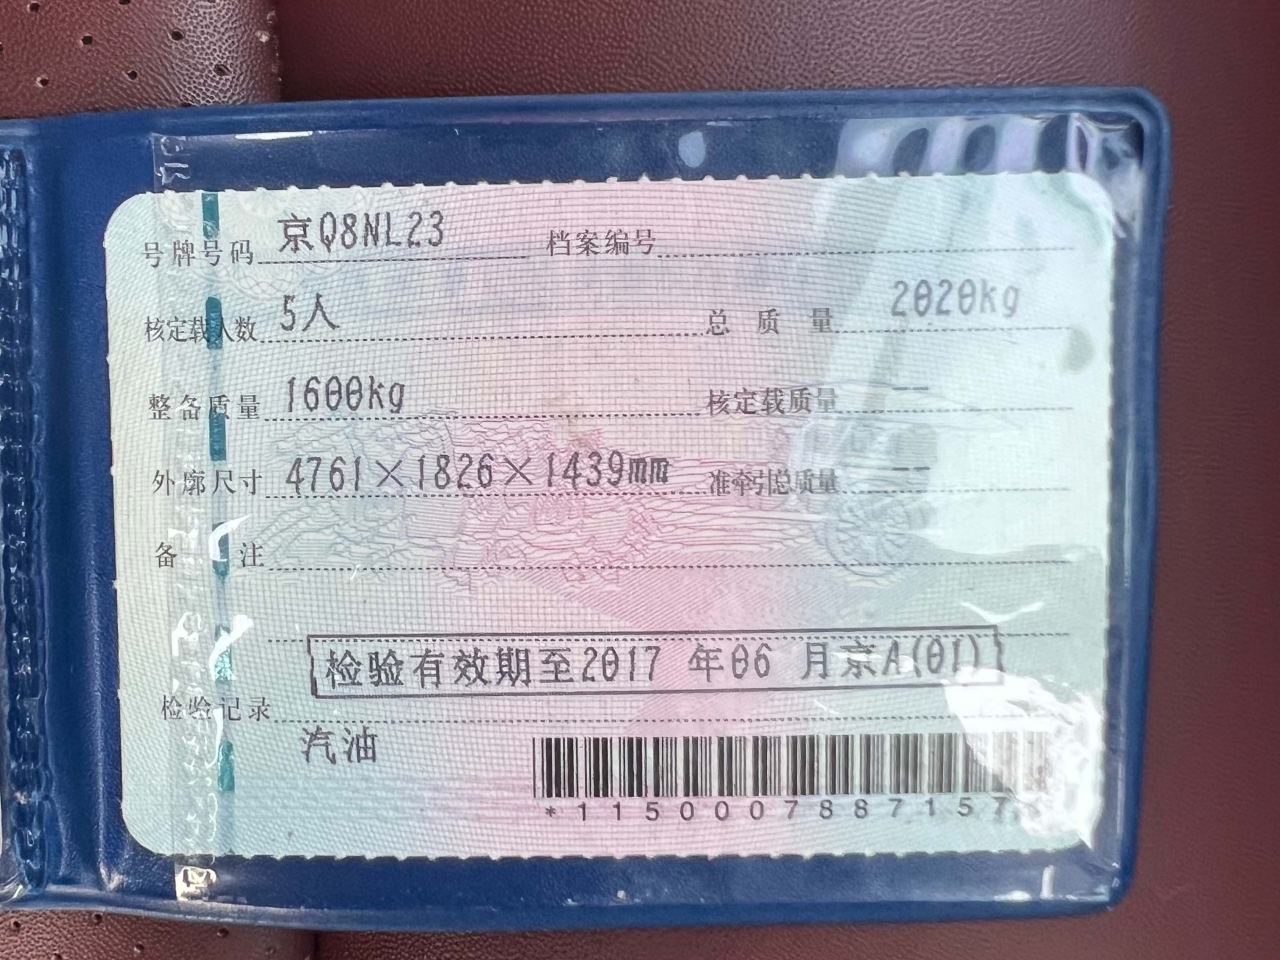 号牌号码 京Q8NL23 档案编号
核定载人数 5人 总质量 2020kg
整备质量 1600kg 核定载质量 --
外廓尺寸 4761×1826×1439mm 准牵引总质量 --
备注
检验有效期至2017 年06 月京A(01)
检验记录
汽油
*1150007887157